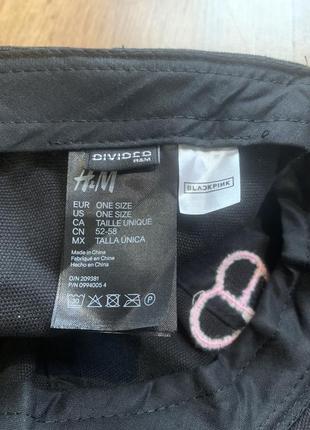 DIVIDED
H&M
BLACKPINK
H&M
EUR ONE SIZE
US ONE SIZE
CA TAILLE UNIQUE
CN 52-58
MX TALLA ÚNICA
Made in China
Fabriqué en Chine
Hecho en China
O/N 209381
P/N 0994005 4